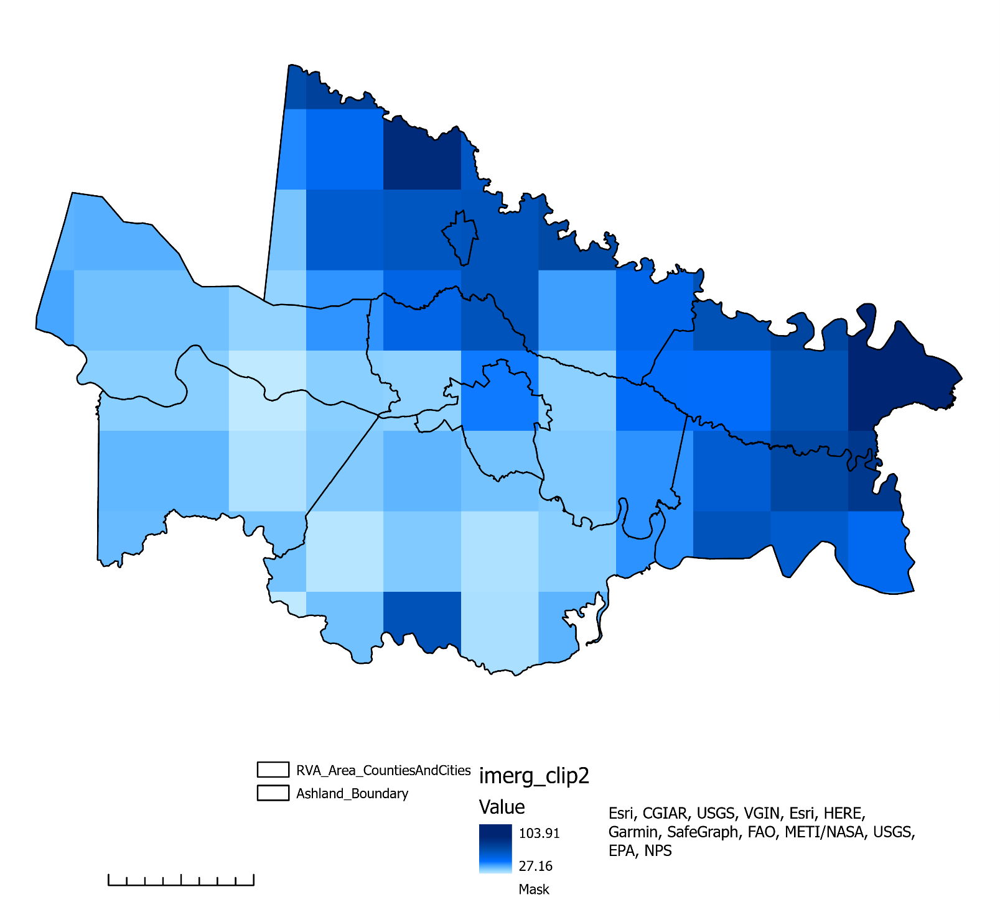 RVA_Area_CountiesAndCities
Ashland_Boundary
imerg_clip2
Value
103.91
27.16
Mask
Esri, CGIAR, USGS, VGIN, Esri, HERE,
Garmin, SafeGraph, FAO, METI/NASA, USGS,
EPA, NPS